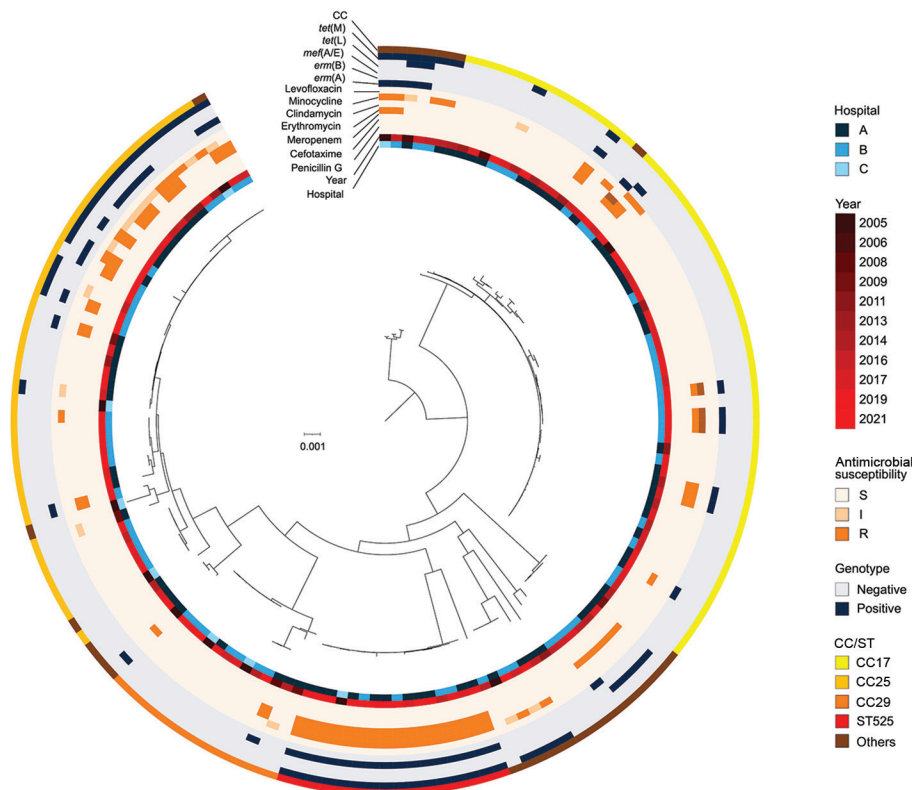 CC
tet(M)
tet(L)
mef(A/E)
erm(B)
erm(A)
Levofloxacin
Minocycline
Clindamycin
Erythromycin
Meropenem
Cefotaxime
Penicillin G
Year
Hospital
0.001
Hospital
A
B
C
Year
2005
2006
2008
2009
2011
2013
2014
2016
2017
2019
2021
Antimicrobial
susceptibility
S
I
R
Genotype
Negative
Positive
CC/ST
CC17
CC25
CC29
ST525
Others